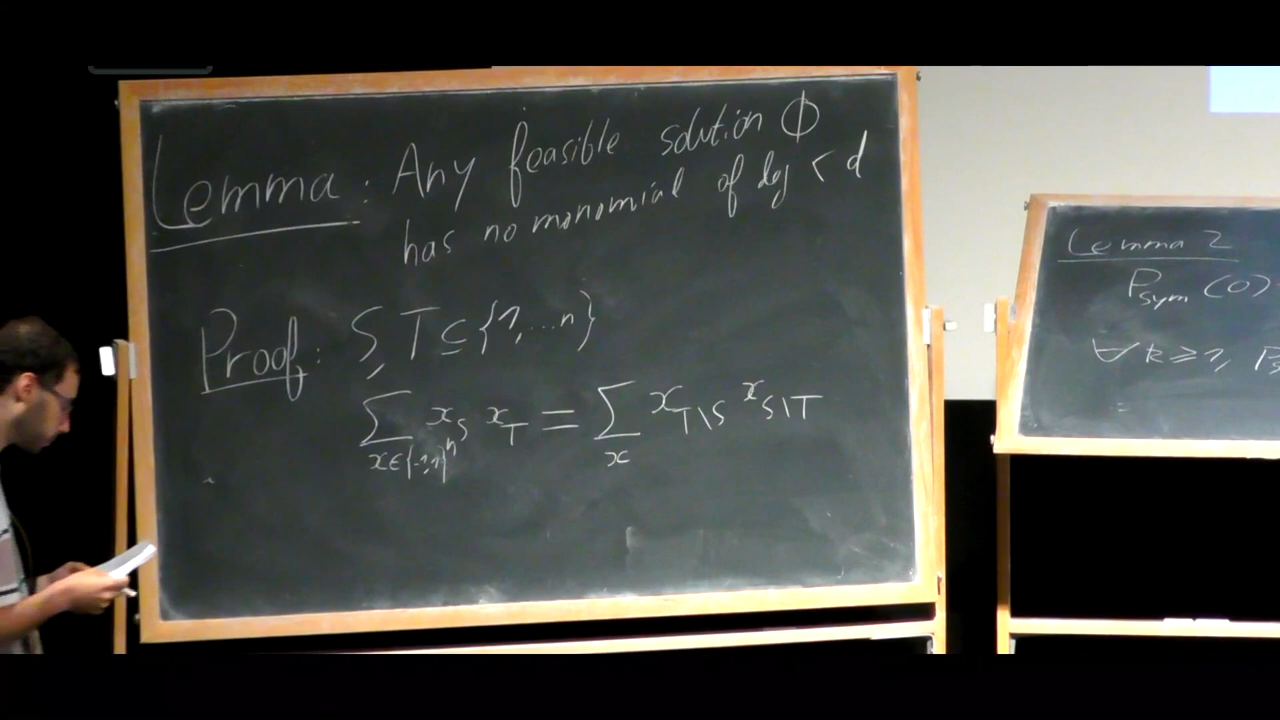 Lemma: Any feasible solution Φ
has no monomial of deg < d
Proof: S, T ⊆ {1, ... n}
∑ x_S x_T = ∑ x_{T\S} x_{S\T}
x∈{-1,1}^n x
Lemma 2
P_sym (0)
∀ k ≥ 1,